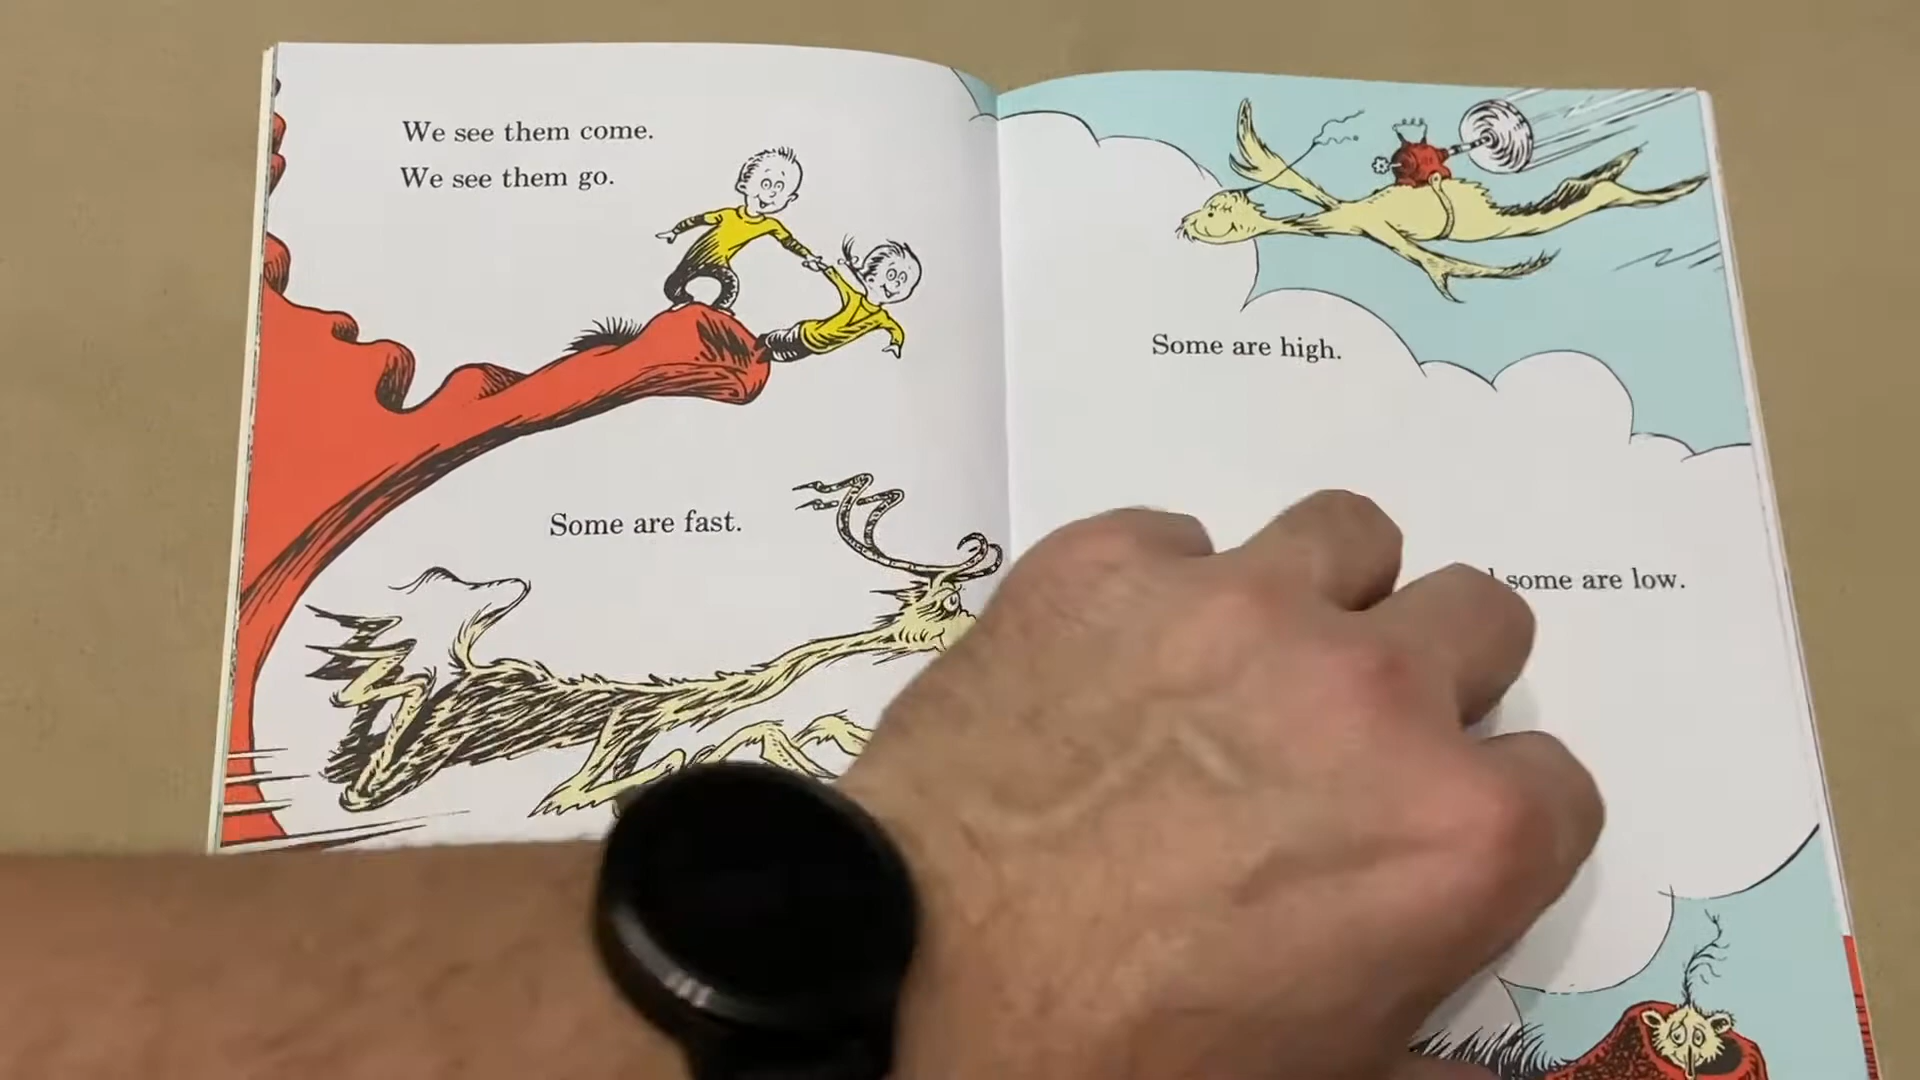 We see them come.
We see them go.
Some are fast.
Some are high.
some are low.